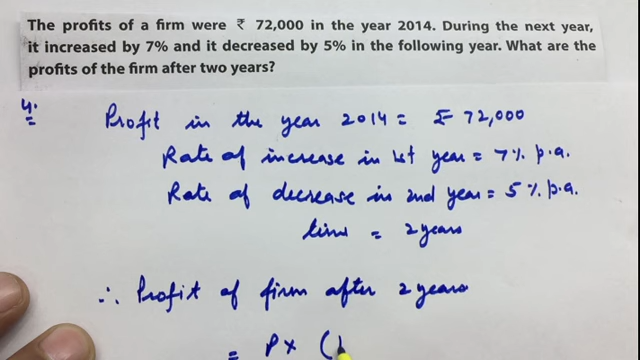 The profits of a firm were ₹ 72,000 in the year 2014. During the next year,
it increased by 7% and it decreased by 5% in the following year. What are the
profits of the firm after two years?
4.
Profit in the year 2014 = ₹ 72,000
Rate of increase in 1st year = 7% p.a.
Rate of decrease in 2nd year = 5% p.a.
time = 2 years
∴ Profit of firm after 2 years
= P × (